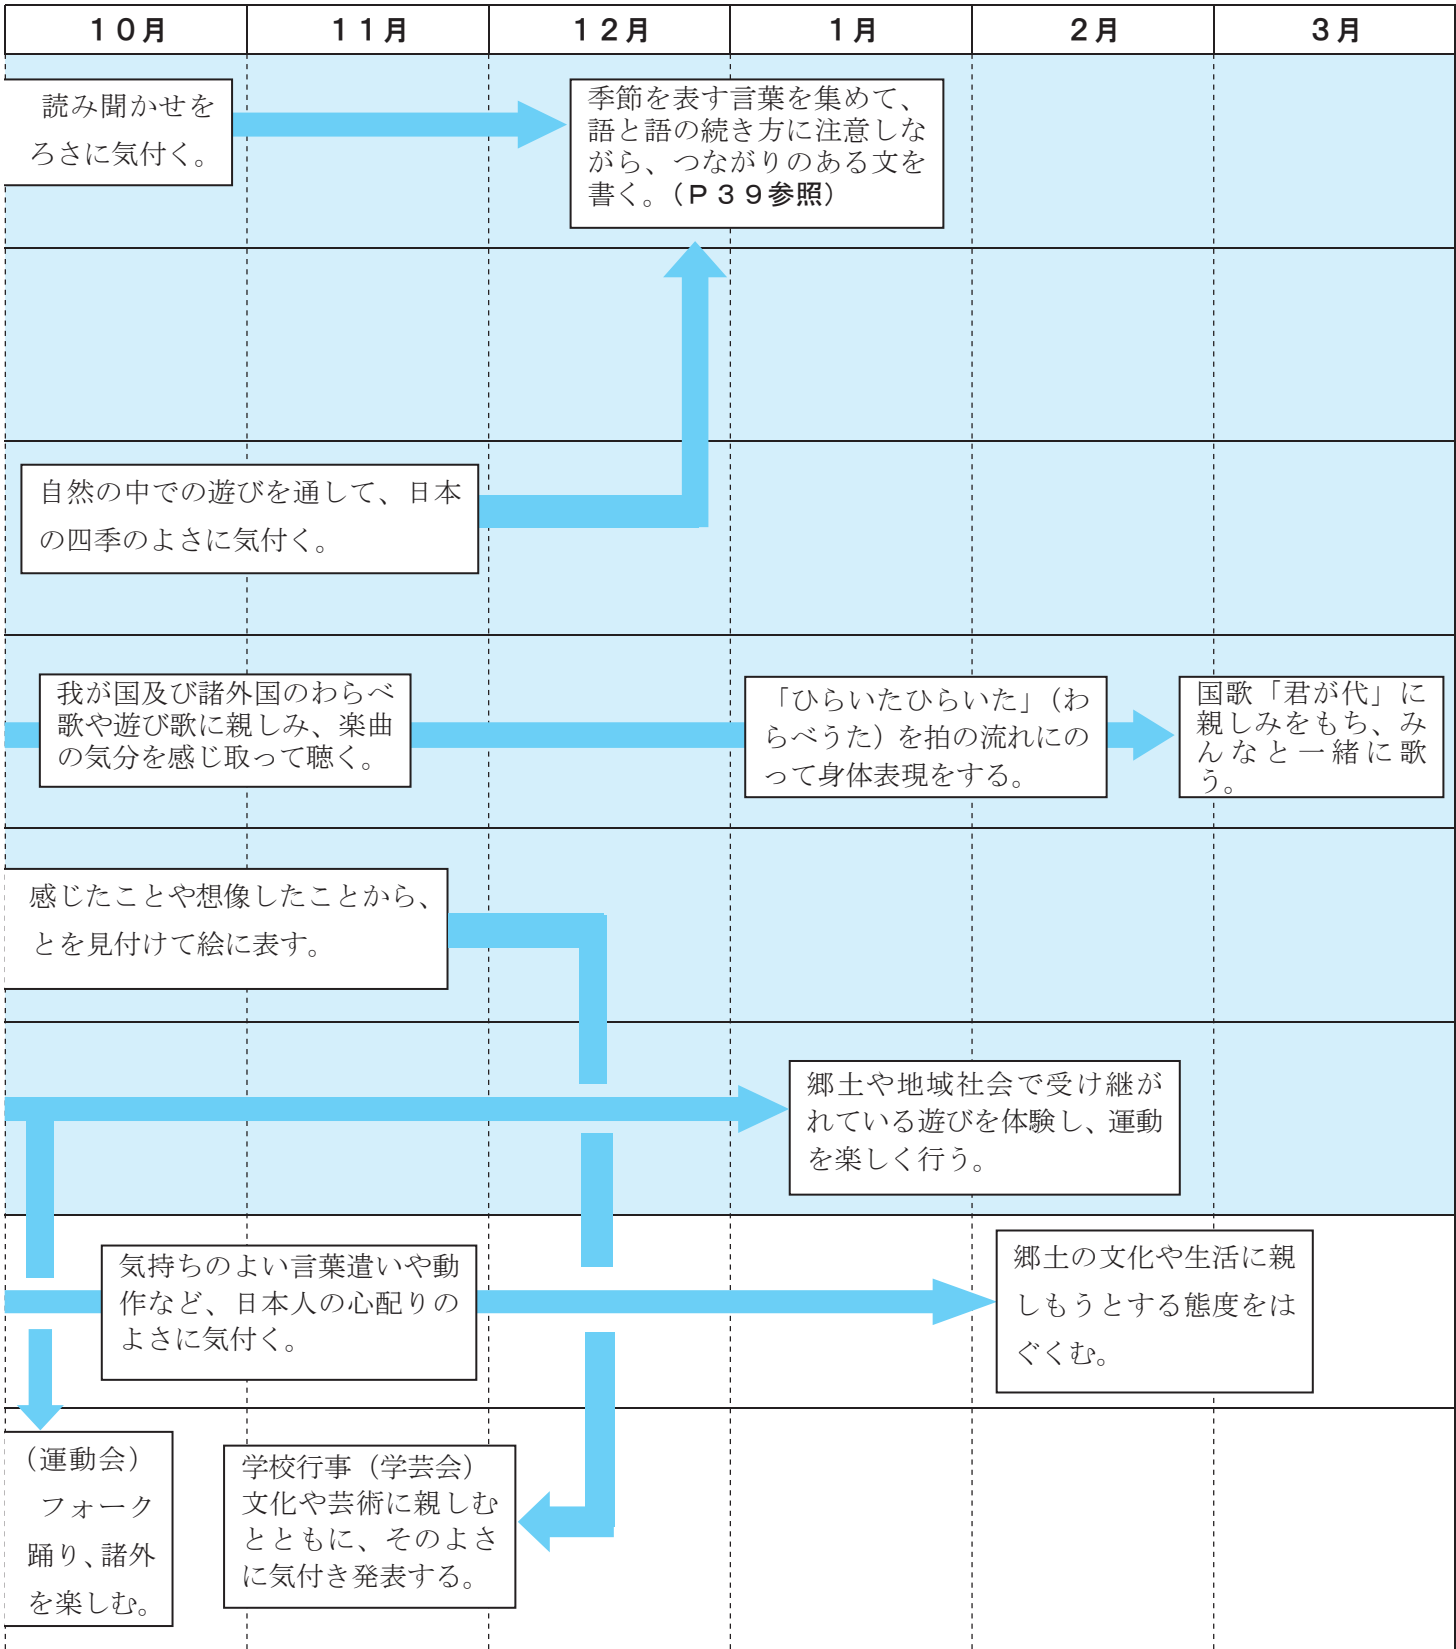 10月 11月 12月 1月 2月 3月
読み聞かせを
ろさに気付く。
季節を表す言葉を集めて、
語と語の続き方に注意しな
がら、つながりのある文を
書く。（Ｐ３９参照）
自然の中での遊びを通して、日本
の四季のよさに気付く。
我が国及び諸外国のわらべ
歌や遊び歌に親しみ、楽曲
の気分を感じ取って聴く。
「ひらいたひらいた」（わ
らべうた）を拍の流れにの
って身体表現をする。
国歌「君が代」に
親しみをもち、み
んなと一緒に歌
う。
感じたことや想像したことから、
とを見付けて絵に表す。
郷土や地域社会で受け継が
れている遊びを体験し、運動
を楽しく行う。
気持ちのよい言葉遣いや動
作など、日本人の心配りの
よさに気付く。
郷土の文化や生活に親
しもうとする態度をは
ぐくむ。
（運動会）
フォーク
踊り、諸外
を楽しむ。
学校行事（学芸会）
文化や芸術に親しむ
とともに、そのよさ
に気付き発表する。